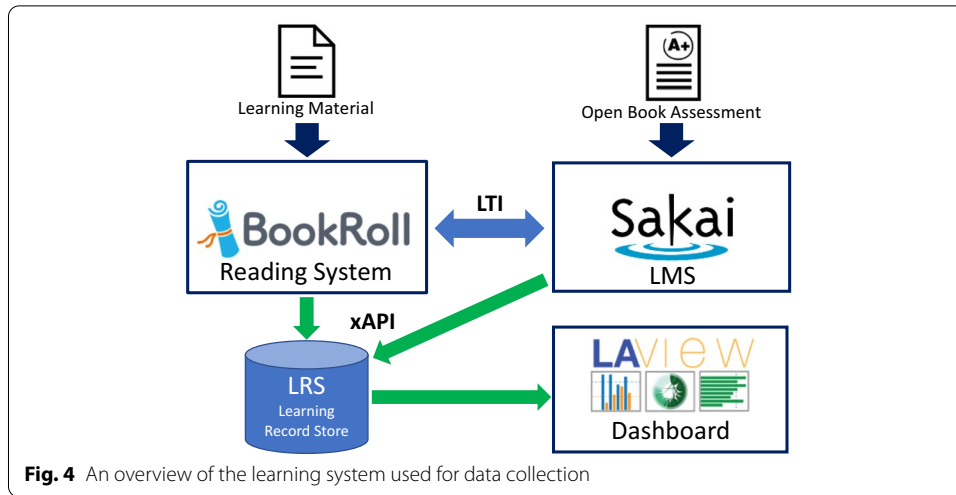 A+
Learning Material
Open Book Assessment
LTI
BookRoll
Reading System
Sakai
LMS
xAPI
LRS
Learning
Record Store
LAVIEW
Dashboard
Fig. 4 An overview of the learning system used for data collection